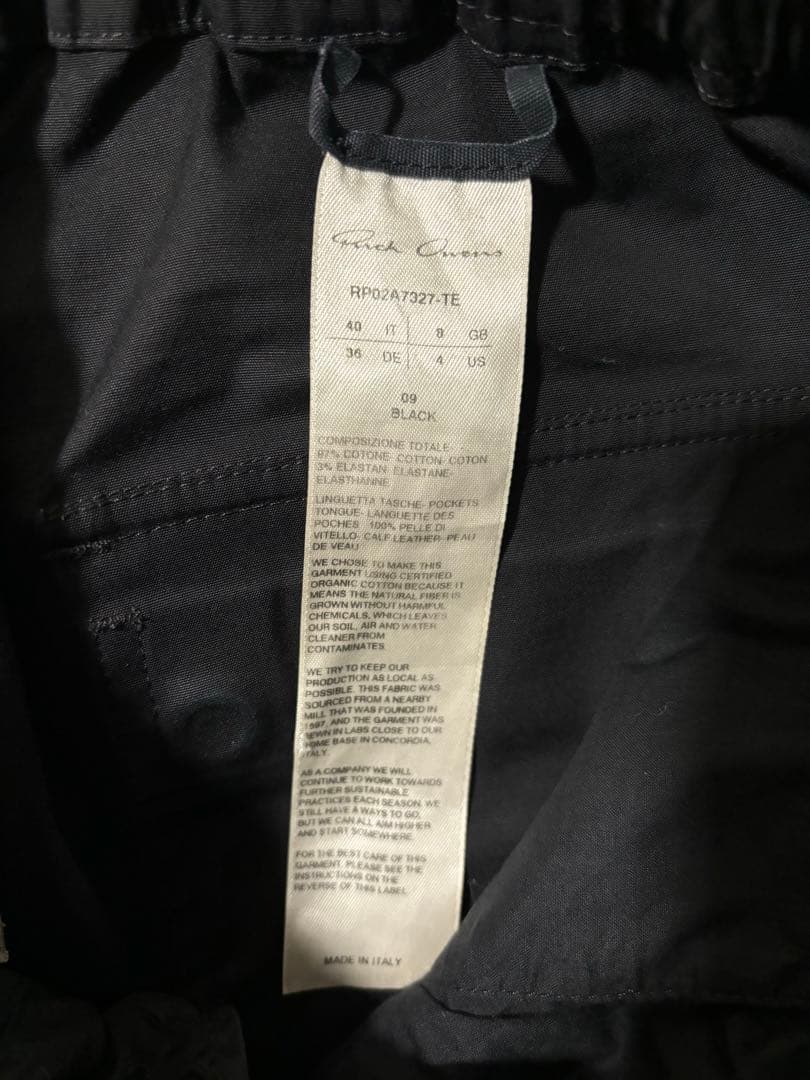 Rick Owens
RP02A7327-TE
40 IT 8 GB
36 DE 4 US
09
BLACK
COMPOSIZIONE TOTALE
97% COTONE- COTTON- COTON
3% ELASTAN- ELASTANE-
ELASTHANNE
LINGUETTA TASCHE- POCKETS
TONGUE- LANGUETTE DES
POCHES 100% PELLE DI
VITELLO- CALF LEATHER- PEAU
DE VEAU
WE CHOSE TO MAKE THIS
GARMENT USING CERTIFIED
ORGANIC COTTON BECAUSE IT
MEANS THE NATURAL FIBER IS
GROWN WITHOUT HARMFUL
CHEMICALS, WHICH LEAVES
OUR SOIL, AIR AND WATER
CLEANER FROM
CONTAMINATES.
WE TRY TO KEEP OUR
PRODUCTION AS LOCAL AS
POSSIBLE. THIS FABRIC WAS
SOURCED FROM A NEARBY
MILL THAT WAS FOUNDED IN
AND THE GARMENT WAS
SEWN IN LABS CLOSE TO OUR
HOME BASE IN CONCORDIA,
ITALY.
AS A COMPANY WE WILL
CONTINUE TO WORK TOWARDS
FURTHER SUSTAINABLE
PRACTICES EACH SEASON. WE
STILL HAVE A WAYS TO GO,
BUT WE CAN ALL AIM HIGHER
AND START SOMEWHERE.
FOR THE BEST CARE OF THIS
GARMENT, PLEASE SEE THE
INSTRUCTIONS ON THE
REVERSE OF THIS LABEL.
MADE IN ITALY